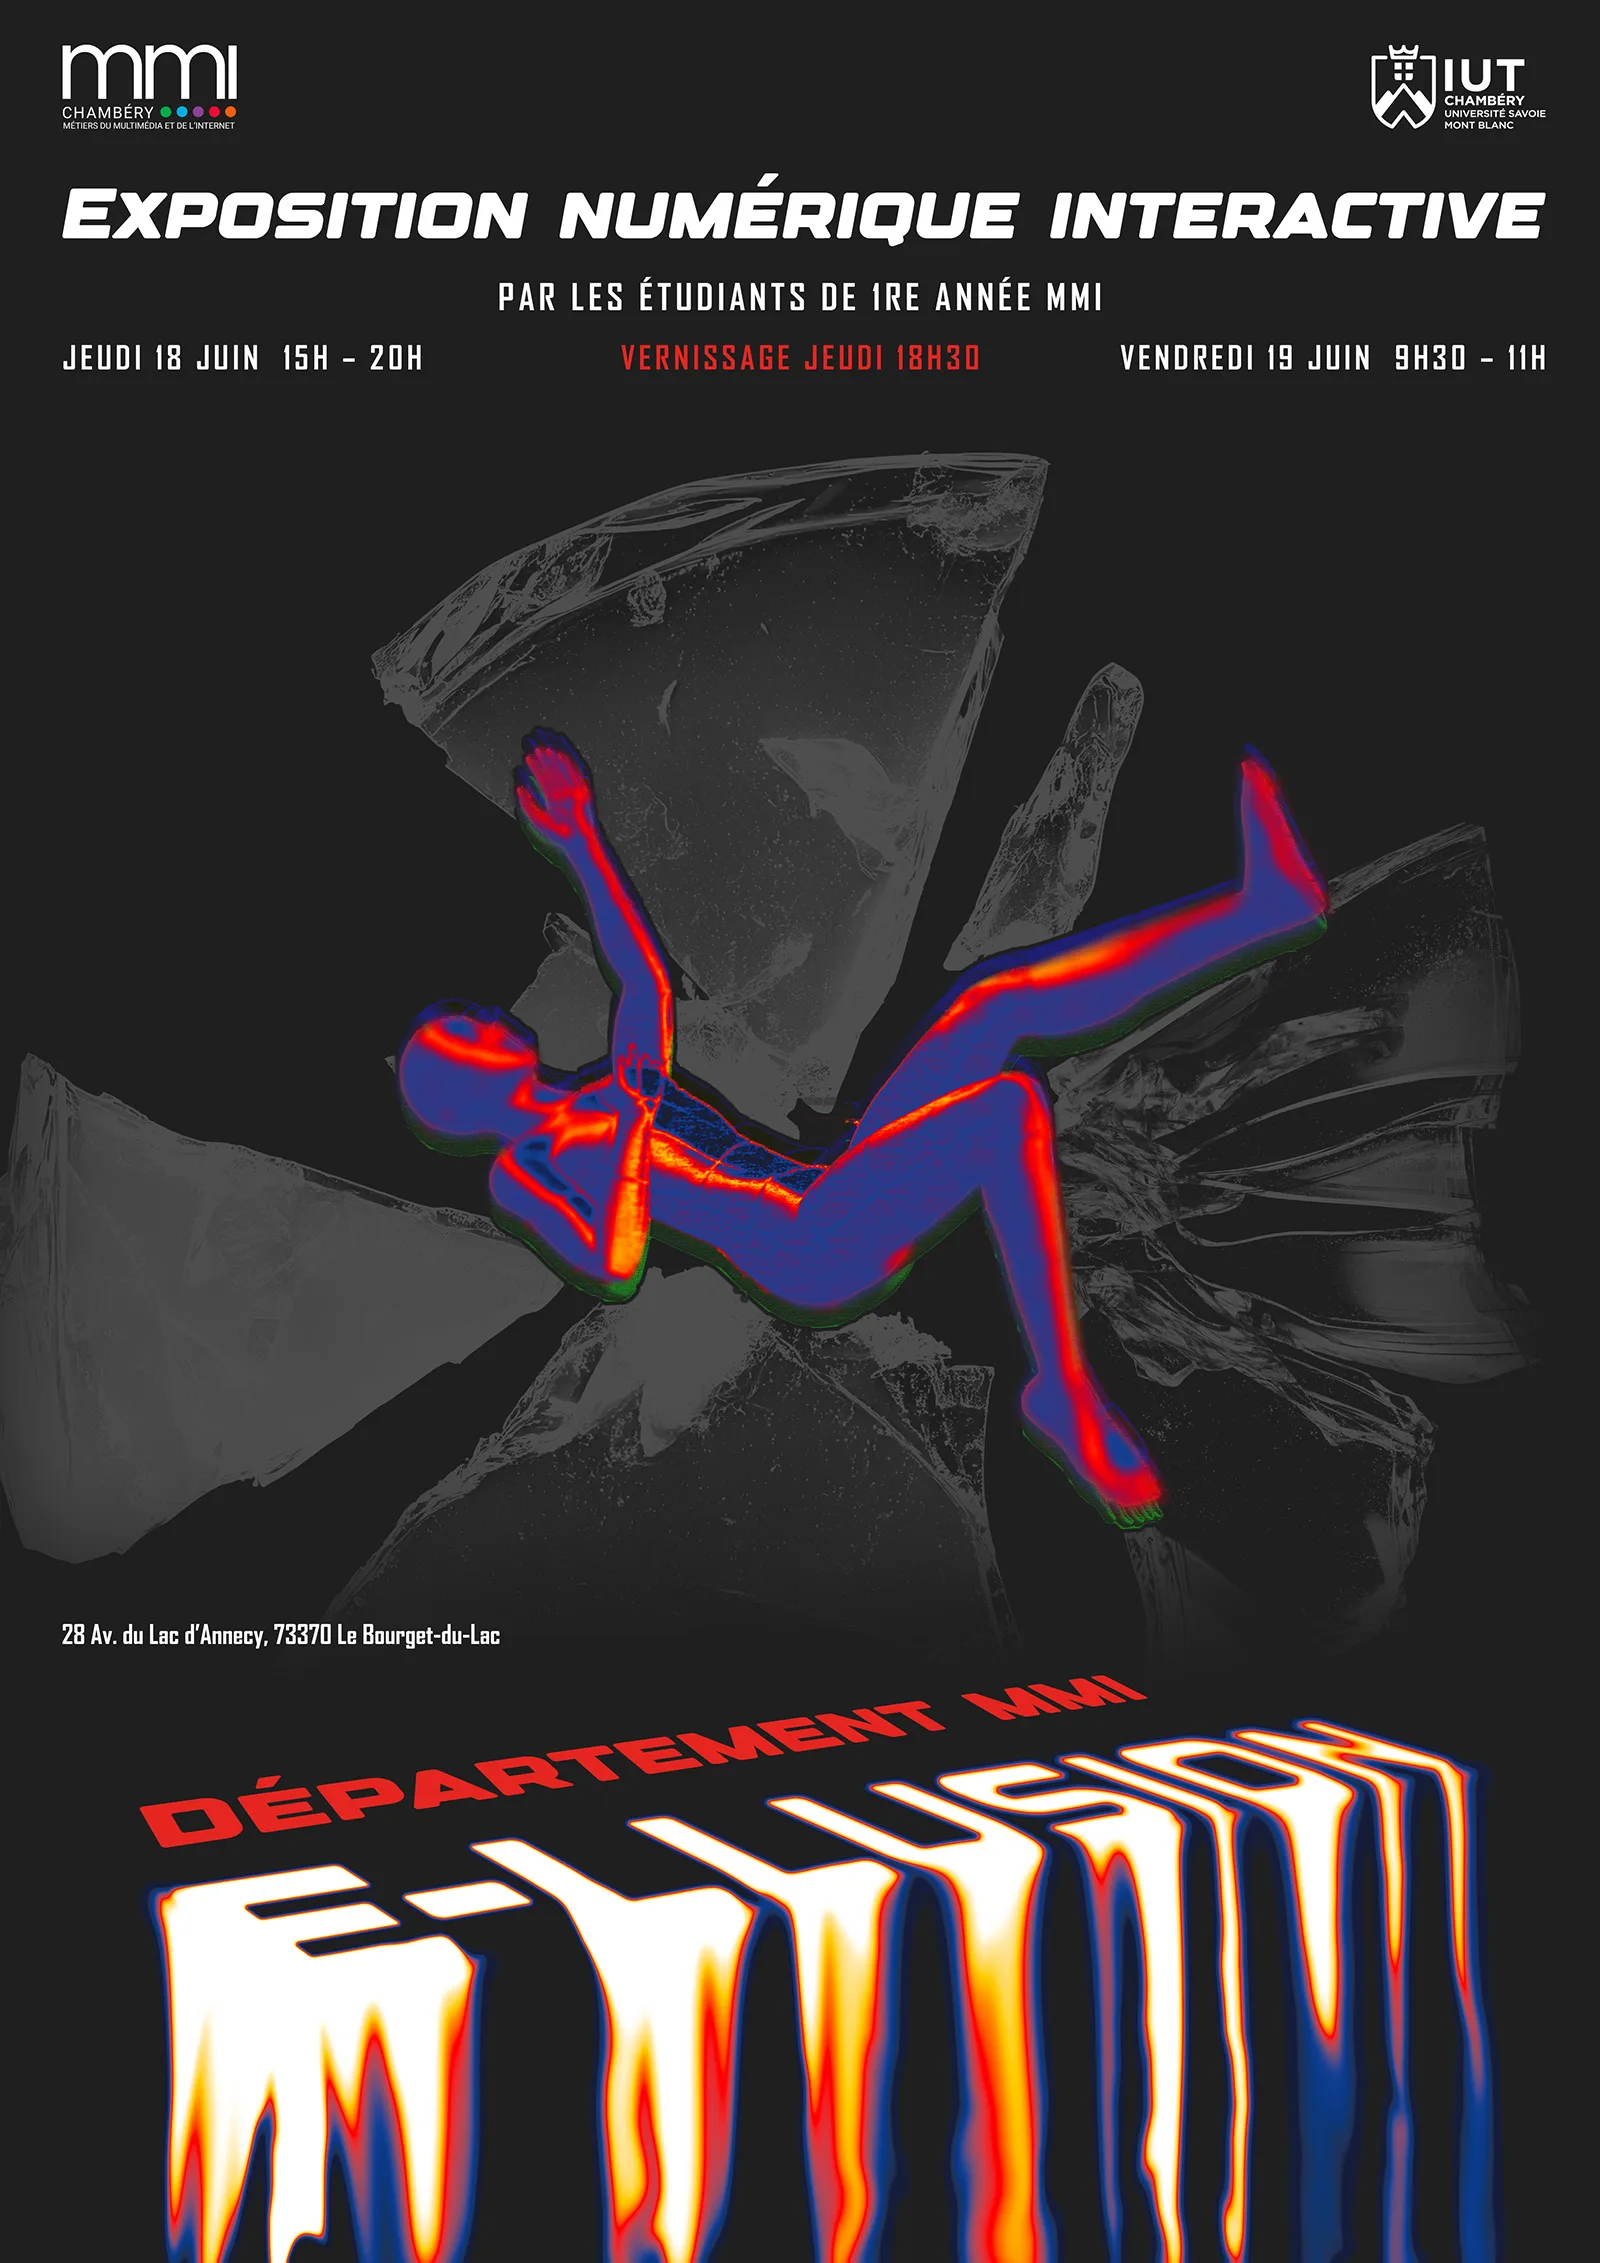 mmi
CHAMBÉRY
MÉTIERS DU MULTIMÉDIA ET DE L'INTERNET
IUT
CHAMBÉRY
UNIVERSITÉ SAVOIE
MONT BLANC
EXPOSITION NUMÉRIQUE INTERACTIVE
PAR LES ÉTUDIANTS DE 1RE ANNÉE MMI
JEUDI 18 JUIN 15H – 20H
VERNISSAGE JEUDI 18H30
VENDREDI 19 JUIN 9H30 – 11H
28 Av. du Lac d'Annecy, 73370 Le Bourget-du-Lac
DÉPARTEMENT MMI
E-LLUSION